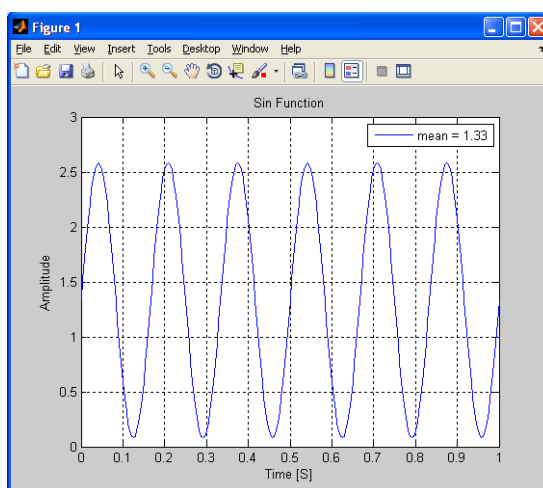 Figure 1
File Edit View Insert Tools Desktop Window Help
Sin Function
mean = 1.33
Amplitude
3
2.5
2
1.5
1
0.5
0
0 0.1 0.2 0.3 0.4 0.5 0.6 0.7 0.8 0.9 1
Time [S]